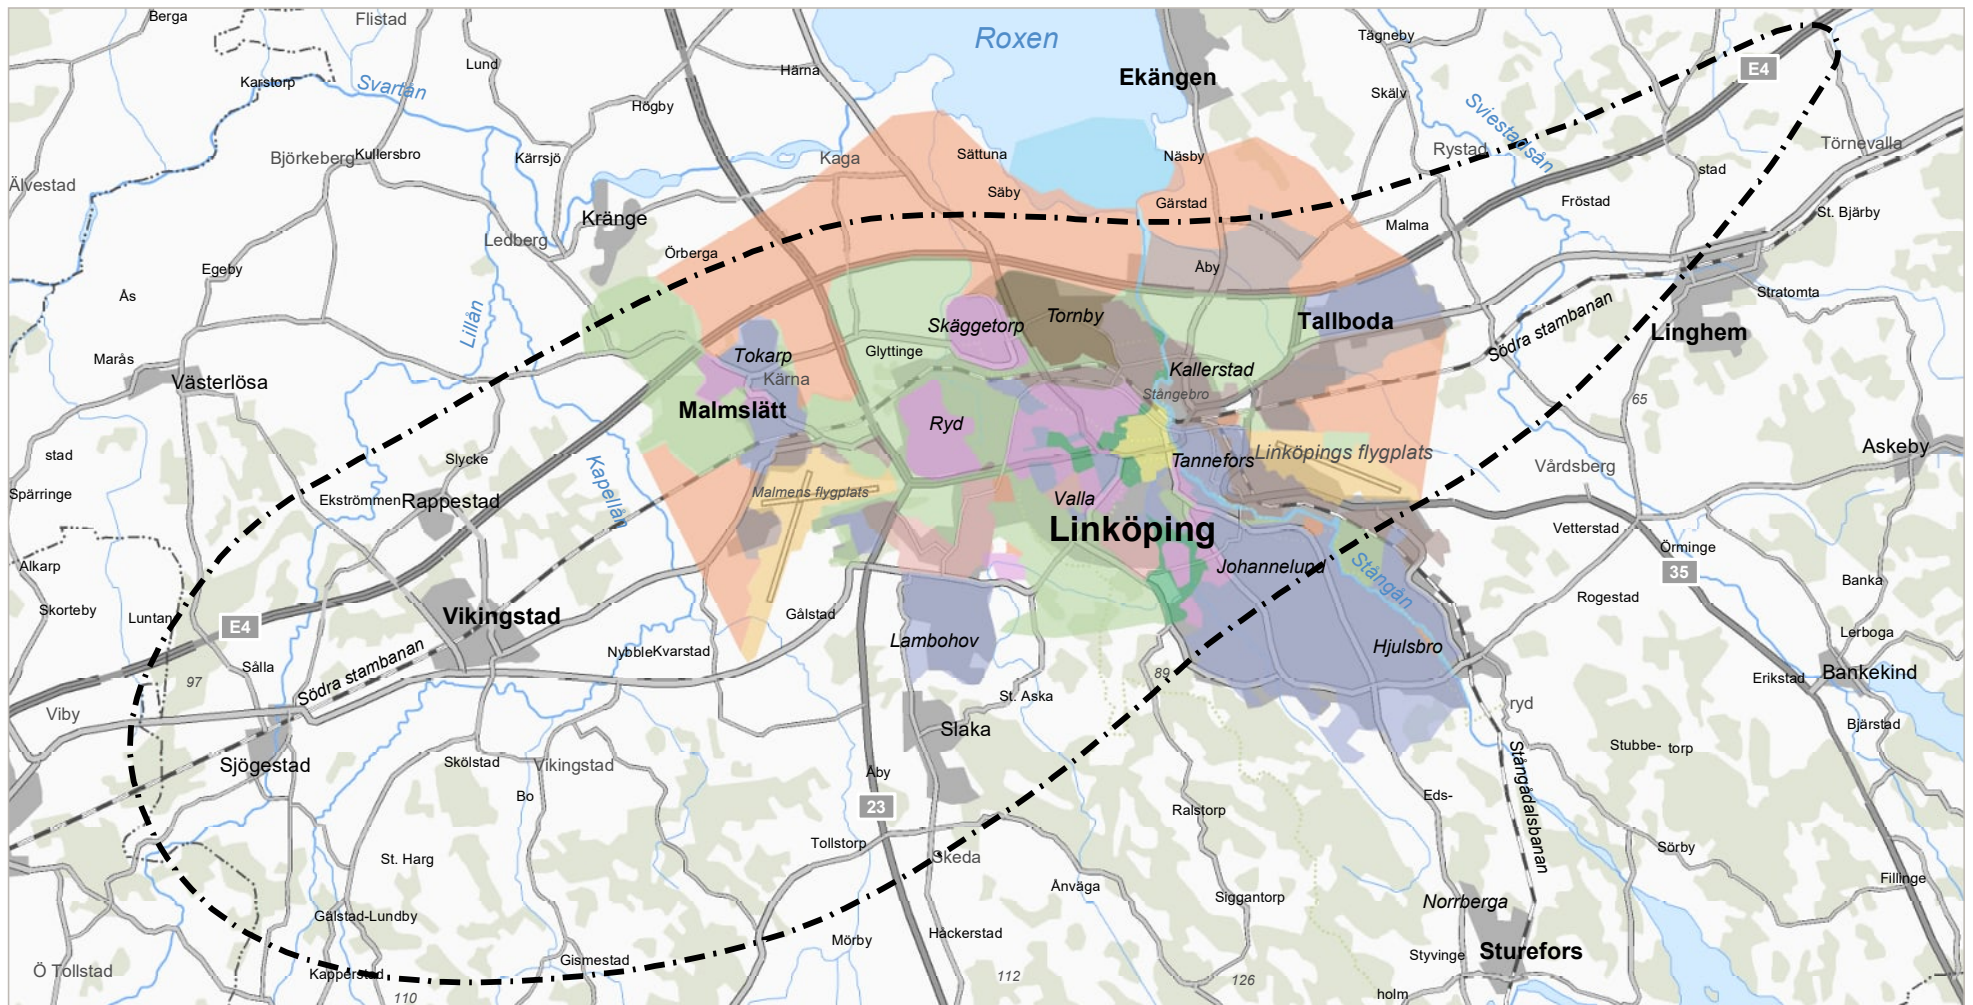 Berga
Flistad
Roxen
Tägneby
E4
Lund
Härna
Ekängen
Karstorp
Svartån
Högby
Skälv
Sviestadsån
Björkeberg
Kullersbro
Kärrsjö
Kaga
Sättuna
Näsby
Rystad
Törnevalla
Älvestad
Säby
stad
Kränge
Gärstad
Fröstad
St. Bjärby
Ledberg
Örberga
Malma
Egeby
Åby
Ås
Lillån
Stratomta
Skäggetorp
Tornby
Tallboda
Södra stambanan
Linghem
Marås
Tokarp
Glyttinge
Kallerstad
Västerlösa
Kärna
Stångebro
65
Malmslätt
Ryd
stad
Slycke
Tannefors
Linköpings flygplats
Askeby
Spärringe
Ekströmmen
Rappestad
Kapellån
Malmens flygplats
Valla
Vårdsberg
Linköping
Vetterstad
Alkarp
Johannelund
Stångån
Örminge
35
Banka
Skorteby
Luntan
Vikingstad
Gålstad
Rogestad
E4
Lambohov
Hjulsbro
Lerboga
Sålla
Södra stambanan
Nybble
Kvarstad
97
89
Erikstad
Bankekind
Viby
St. Aska
ryd
Slaka
Bjärstad
Sjögestad
Skölstad
Vikingstad
Åby
Stångådalsbanan
Stubbe-
torp
Bo
23
Ralstorp
Eds-
St. Harg
Tollstorp
Skeda
Sörby
Ånväga
Siggantorp
Fillinge
Norrberga
Gälstad-Lundby
Mörby
Håckerstad
Sturefors
Styvinge
Ö Tollstad
Kapperstad
Gismestad
112
126
110
holm